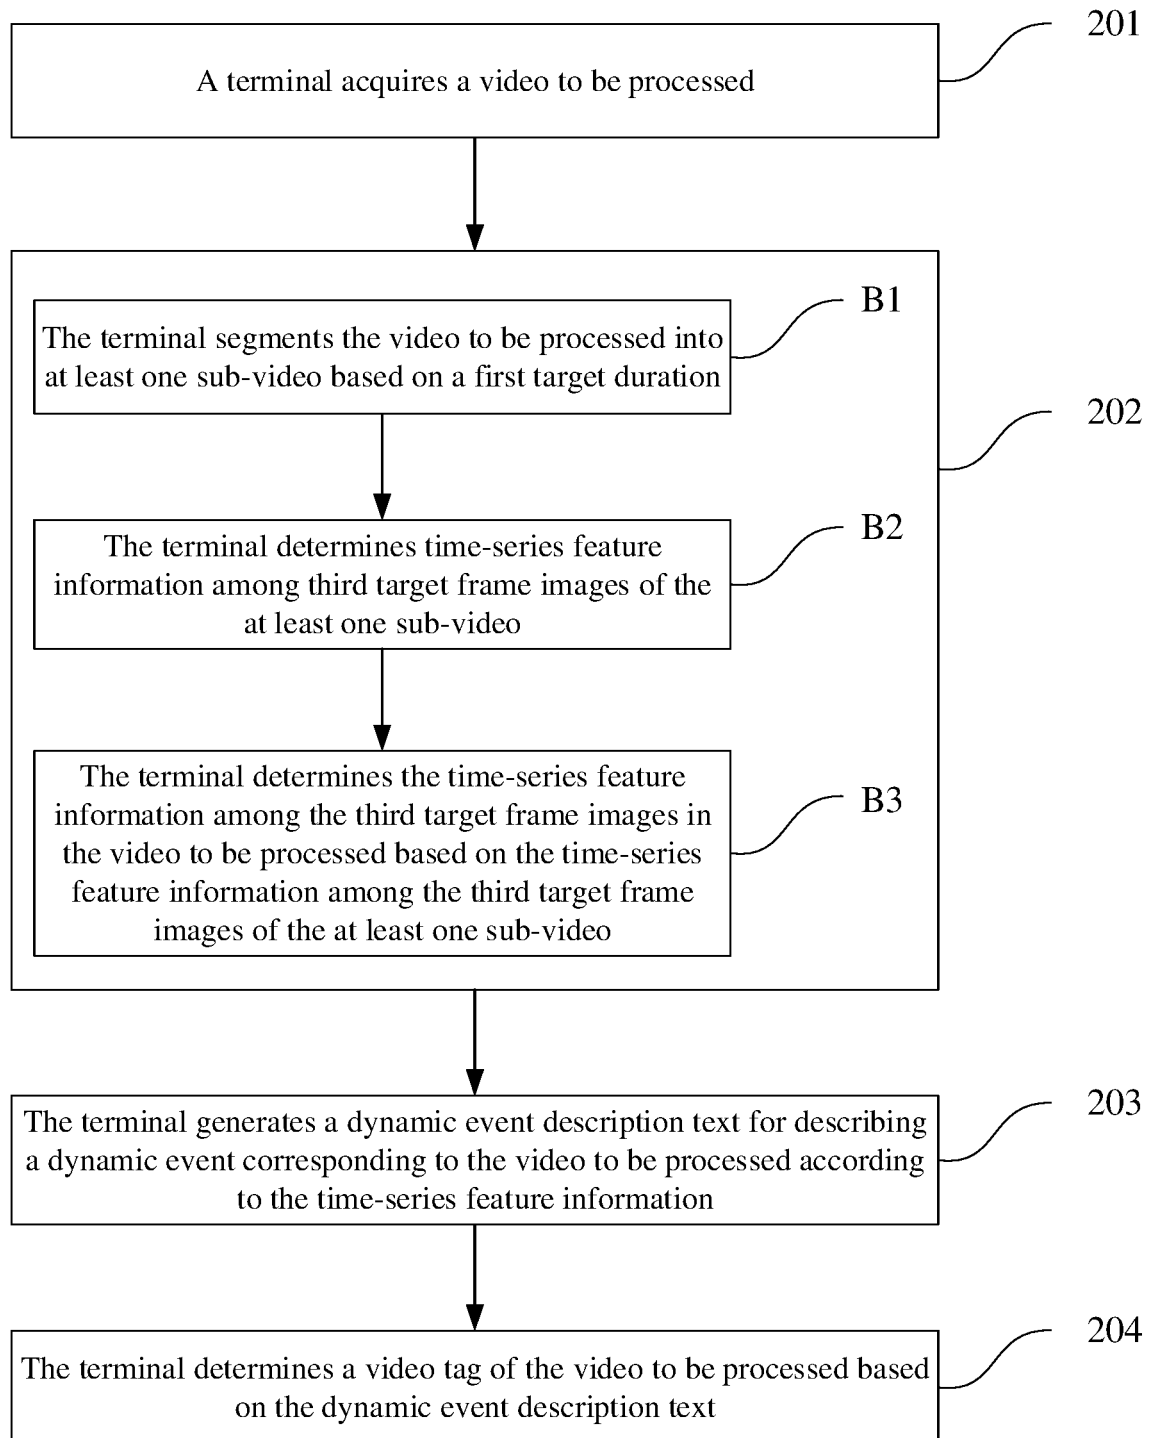 201
A terminal acquires a video to be processed
B1
The terminal segments the video to be processed into
at least one sub-video based on a first target duration
202
B2
The terminal determines time-series feature
information among third target frame images of the
at least one sub-video
B3
The terminal determines the time-series feature
information among the third target frame images in
the video to be processed based on the time-series
feature information among the third target frame
images of the at least one sub-video
203
The terminal generates a dynamic event description text for describing
a dynamic event corresponding to the video to be processed according
to the time-series feature information
204
The terminal determines a video tag of the video to be processed based
on the dynamic event description text